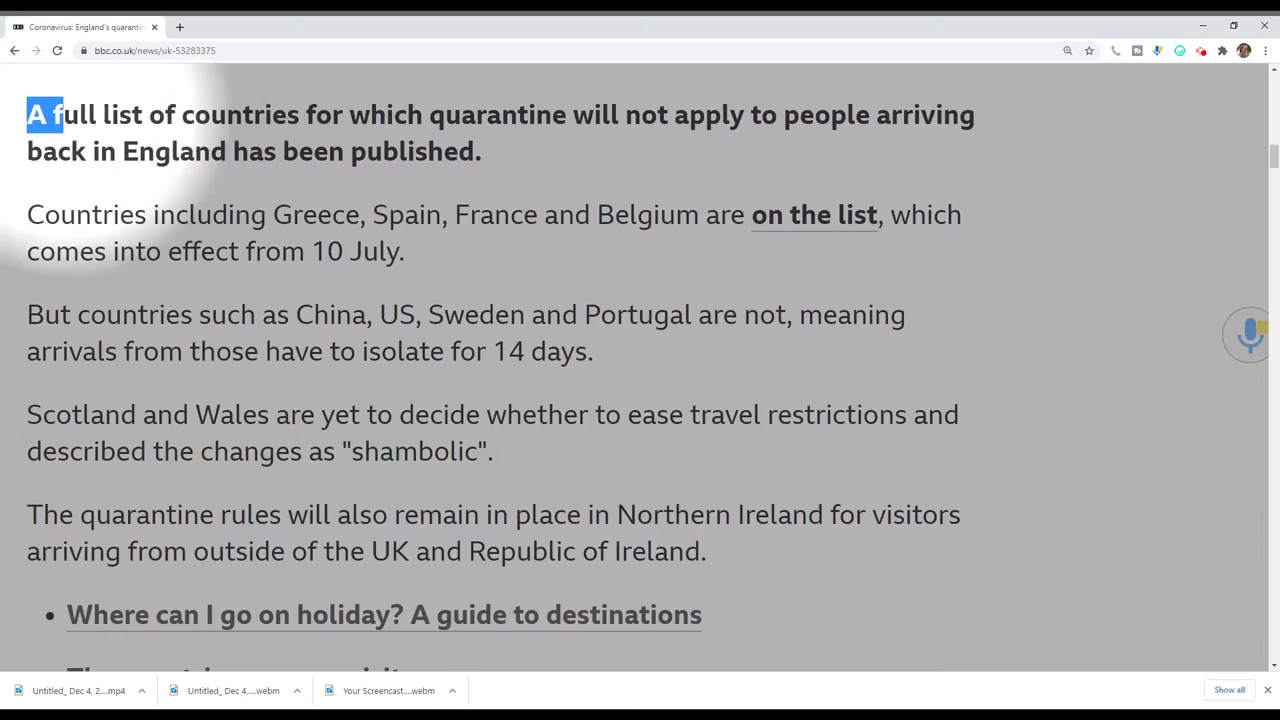 Coronavirus: England's quarantin
bbc.co.uk/news/uk-53283375
A full list of countries for which quarantine will not apply to people arriving
back in England has been published.
Countries including Greece, Spain, France and Belgium are on the list, which
comes into effect from 10 July.
But countries such as China, US, Sweden and Portugal are not, meaning
arrivals from those have to isolate for 14 days.
Scotland and Wales are yet to decide whether to ease travel restrictions and
described the changes as "shambolic".
The quarantine rules will also remain in place in Northern Ireland for visitors
arriving from outside of the UK and Republic of Ireland.
• Where can I go on holiday? A guide to destinations
Untitled_ Dec 4, 2....mp4
Untitled_ Dec 4,....webm
Your Screencast....webm
Show all